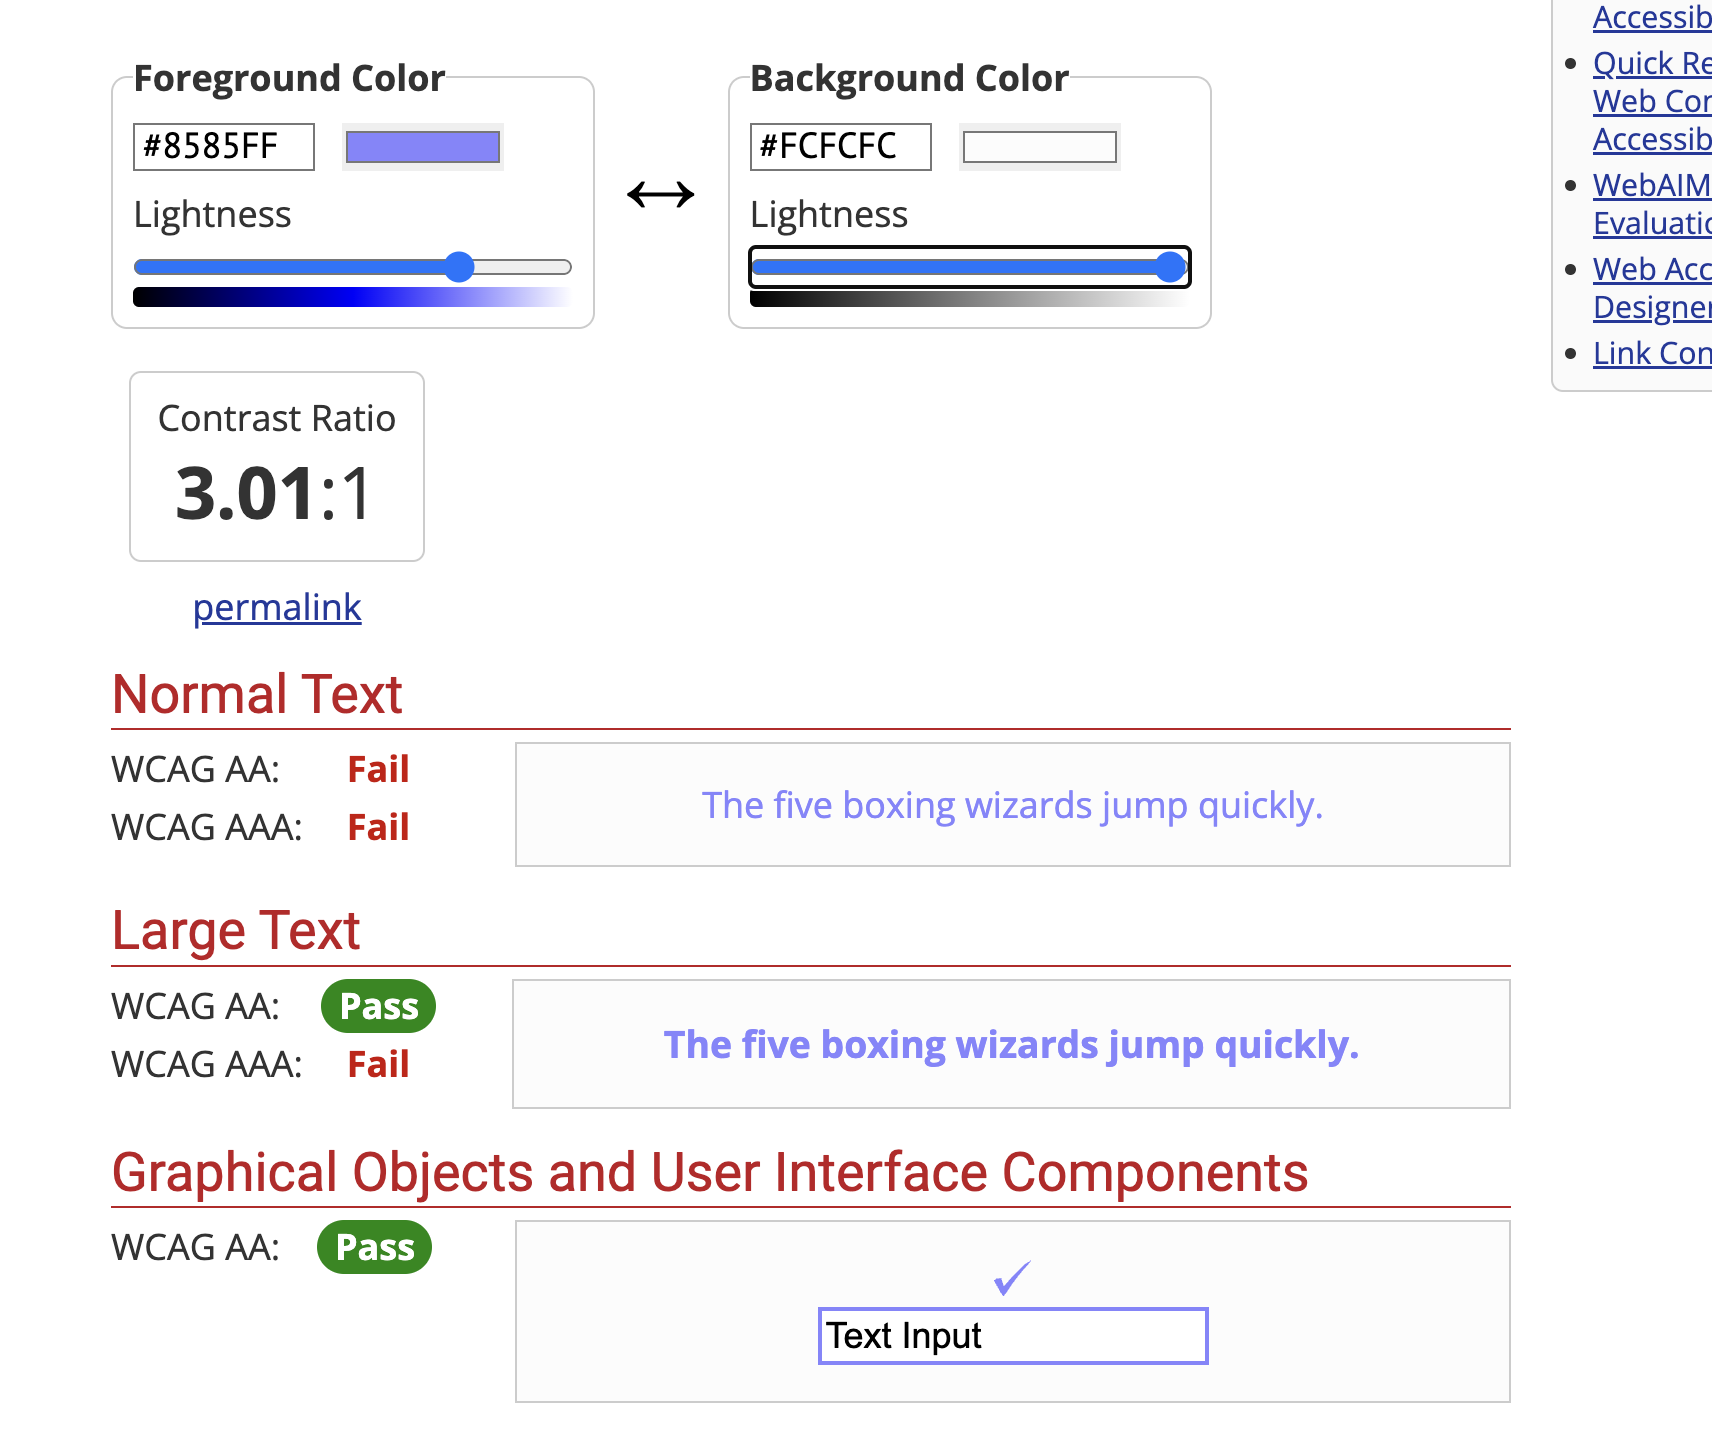 Foreground Color
#8585FF
Lightness
Background Color
#FCFCFC
Lightness
Contrast Ratio
3.01:1
permalink
Normal Text
WCAG AA: Fail
WCAG AAA: Fail
The five boxing wizards jump quickly.
Large Text
WCAG AA: Pass
WCAG AAA: Fail
The five boxing wizards jump quickly.
Graphical Objects and User Interface Components
WCAG AA: Pass
Text Input
Accessib
Quick Re
Web Con
Accessib
WebAIM
Evaluatio
Web Acc
Designer
Link Con